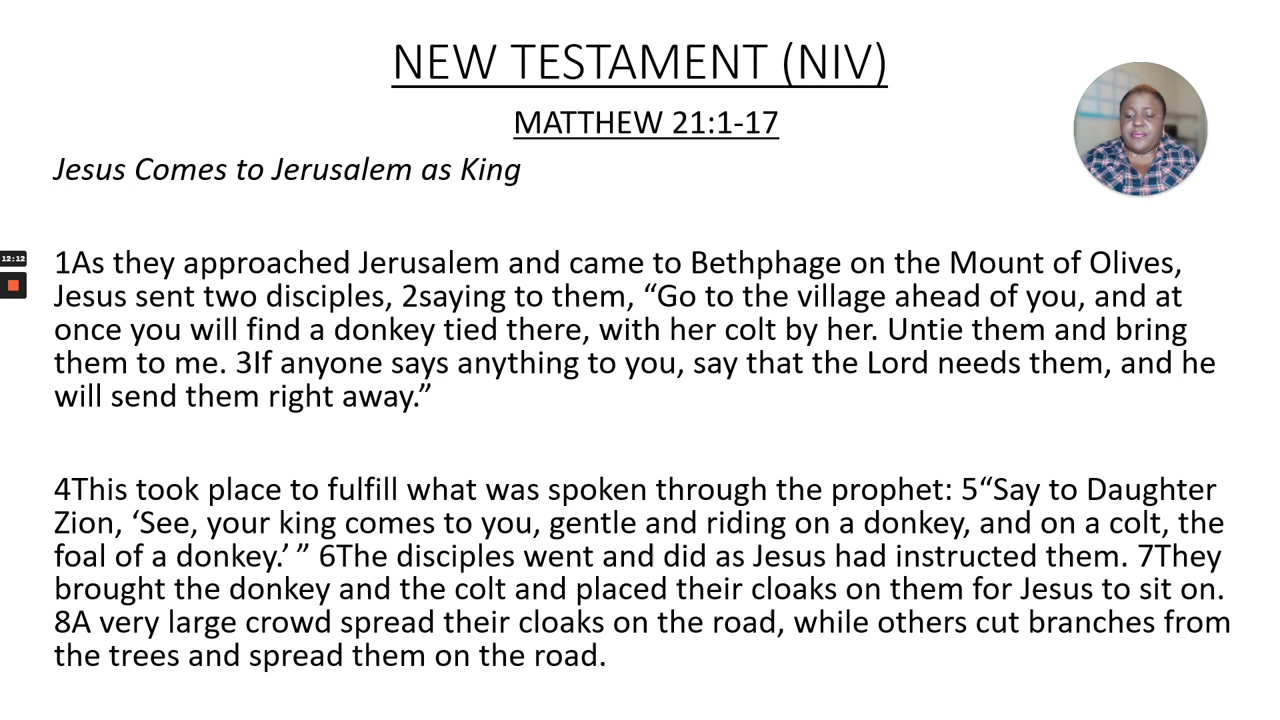 NEW TESTAMENT (NIV)
MATTHEW 21:1-17
Jesus Comes to Jerusalem as King
12:12
1As they approached Jerusalem and came to Bethphage on the Mount of Olives,
Jesus sent two disciples, 2saying to them, “Go to the village ahead of you, and at
once you will find a donkey tied there, with her colt by her. Untie them and bring
them to me. 3If anyone says anything to you, say that the Lord needs them, and he
will send them right away.”
4This took place to fulfill what was spoken through the prophet: 5“Say to Daughter
Zion, ‘See, your king comes to you, gentle and riding on a donkey, and on a colt, the
foal of a donkey.’ ” 6The disciples went and did as Jesus had instructed them. 7They
brought the donkey and the colt and placed their cloaks on them for Jesus to sit on.
8A very large crowd spread their cloaks on the road, while others cut branches from
the trees and spread them on the road.